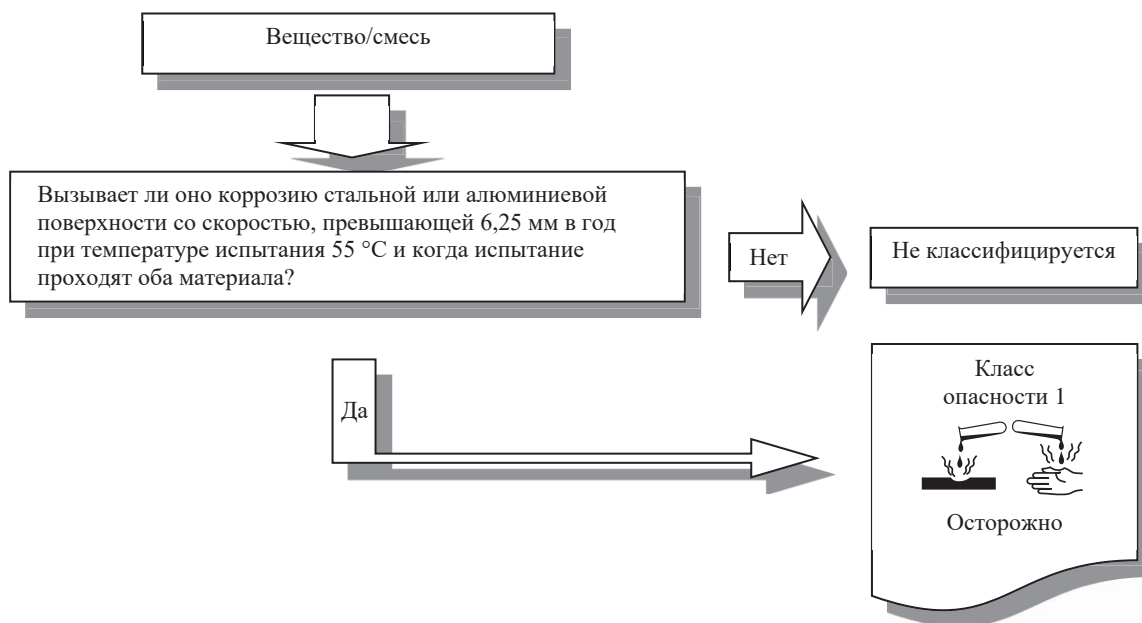 Вещество/смесь
Вызывает ли оно коррозию стальной или алюминиевой
поверхности со скоростью, превышающей 6,25 мм в год
при температуре испытания 55 °C и когда испытание
проходят оба материала?
Нет
Не классифицируется
Да
Класс
опасности 1
Осторожно